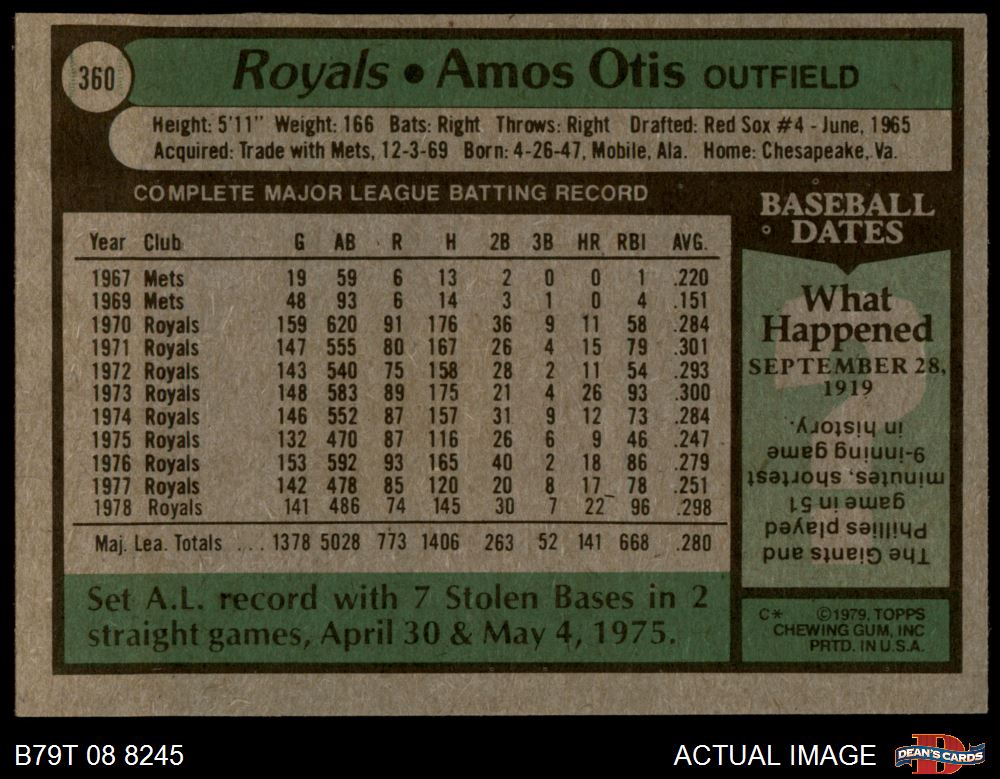 360
Royals • Amos Otis OUTFIELD
Height: 5'11" Weight: 166 Bats: Right Throws: Right Drafted: Red Sox #4 - June, 1965
Acquired: Trade with Mets, 12-3-69 Born: 4-26-47, Mobile, Ala. Home: Chesapeake, Va.
COMPLETE MAJOR LEAGUE BATTING RECORD
Year Club G AB R H 2B 3B HR RBI AVG.
1967 Mets 19 59 6 13 2 0 0 1 .220
1969 Mets 48 93 6 14 3 1 0 4 .151
1970 Royals 159 620 91 176 36 9 11 58 .284
1971 Royals 147 555 80 167 26 4 15 79 .301
1972 Royals 143 540 75 158 28 2 11 54 .293
1973 Royals 148 583 89 175 21 4 26 93 .300
1974 Royals 146 552 87 157 31 9 12 73 .284
1975 Royals 132 470 87 116 26 6 9 46 .247
1976 Royals 153 592 93 165 40 2 18 86 .279
1977 Royals 142 478 85 120 20 8 17 78 .251
1978 Royals 141 486 74 145 30 7 22 96 .298
Maj. Lea. Totals ... 1378 5028 773 1406 263 52 141 668 .280
Set A.L. record with 7 Stolen Bases in 2
straight games, April 30 & May 4, 1975.
BASEBALL
DATES
What
Happened
SEPTEMBER 28,
1919
The Giants and
Phillies played
game in 51
minutes, shortest
9-inning game
in history.
C* ©1979, TOPPS
CHEWING GUM, INC
PRTD. IN U.S.A.
B79T 08 8245
ACTUAL IMAGE
DEAN'S CARDS